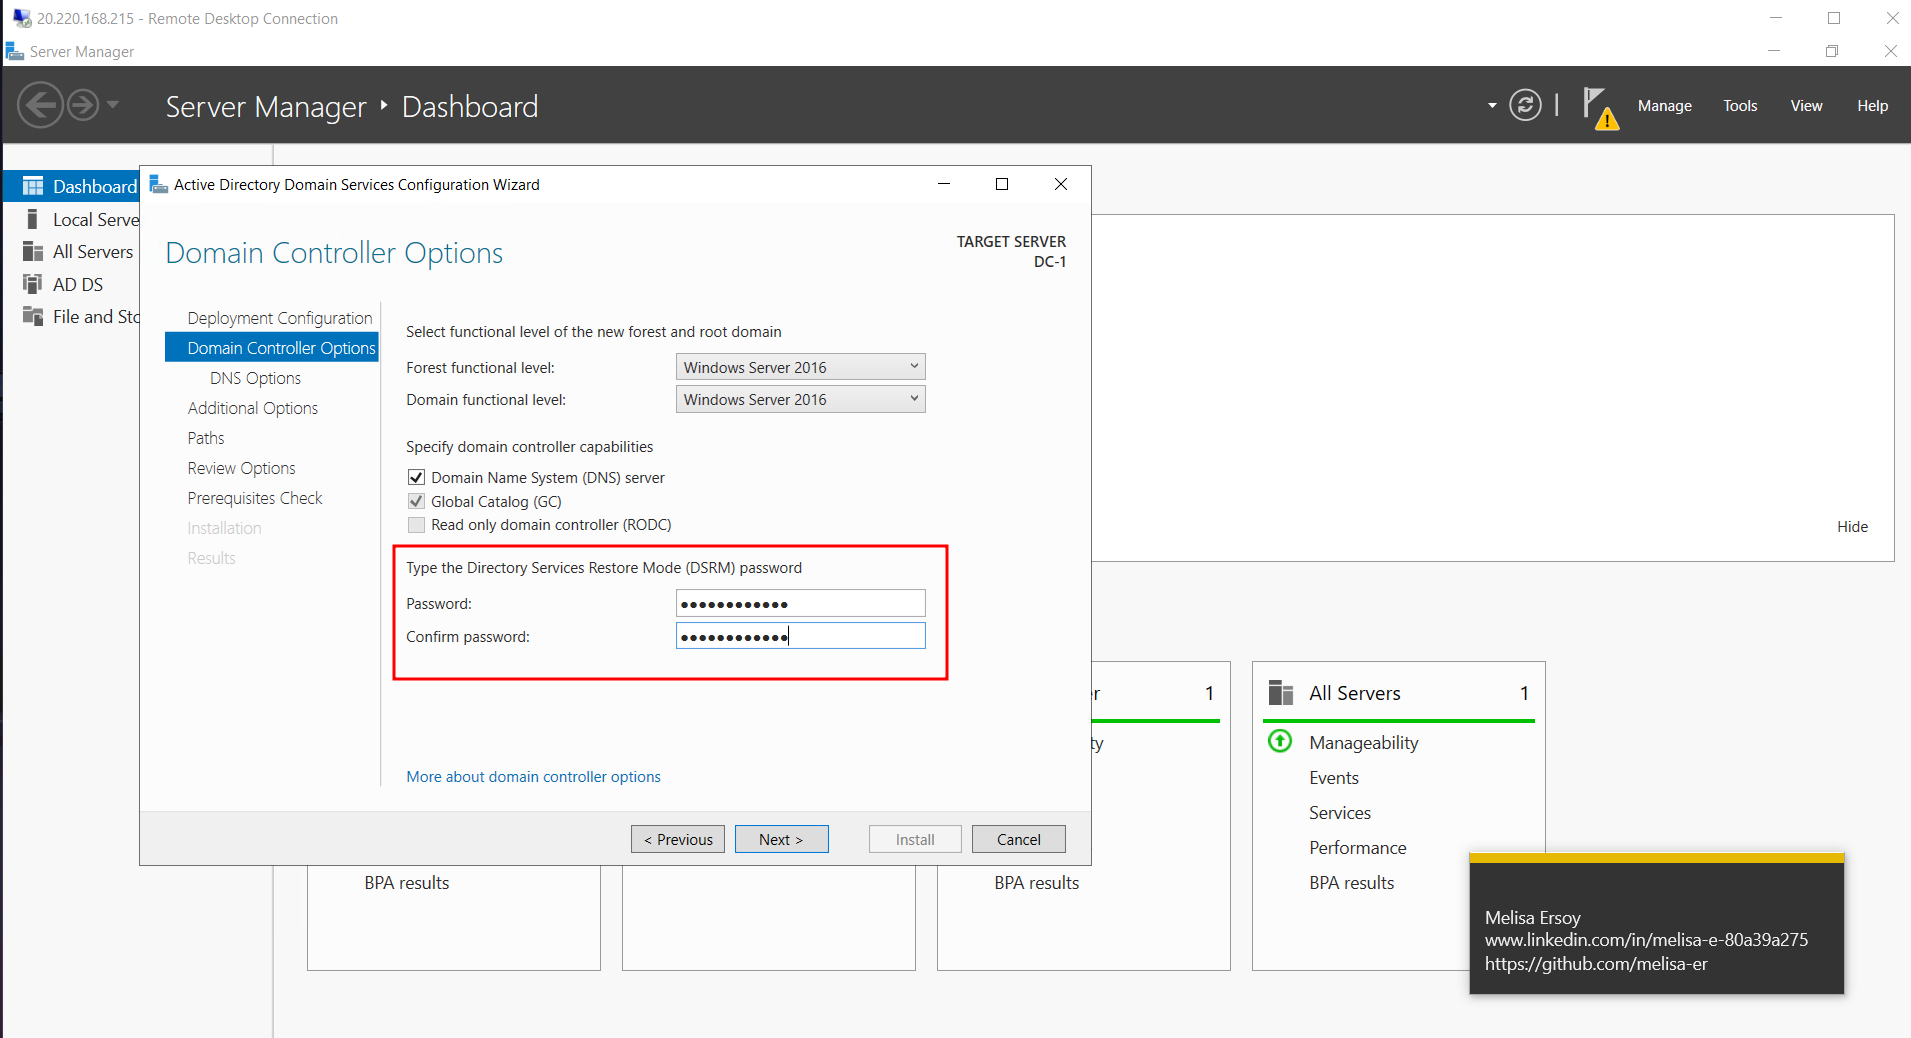 20.220.168.215 - Remote Desktop Connection
Server Manager
Server Manager
Dashboard
Manage
Tools
View
Help
Dashboard
Local Serve
All Servers
AD DS
File and Sto
Active Directory Domain Services Configuration Wizard
Domain Controller Options
TARGET SERVER
DC-1
Deployment Configuration
Domain Controller Options
DNS Options
Additional Options
Paths
Review Options
Prerequisites Check
Installation
Results
Select functional level of the new forest and root domain
Forest functional level: Windows Server 2016
Domain functional level: Windows Server 2016
Specify domain controller capabilities
Domain Name System (DNS) server
Global Catalog (GC)
Read only domain controller (RODC)
Type the Directory Services Restore Mode (DSRM) password
Password: ●●●●●●●●●●●●
Confirm password: ●●●●●●●●●●●●
More about domain controller options
< Previous
Next >
Install
Cancel
Hide
BPA results
r 1
ty
BPA results
All Servers 1
Manageability
Events
Services
Performance
BPA results
Melisa Ersoy
www.linkedin.com/in/melisa-e-80a39a275
https://github.com/melisa-er